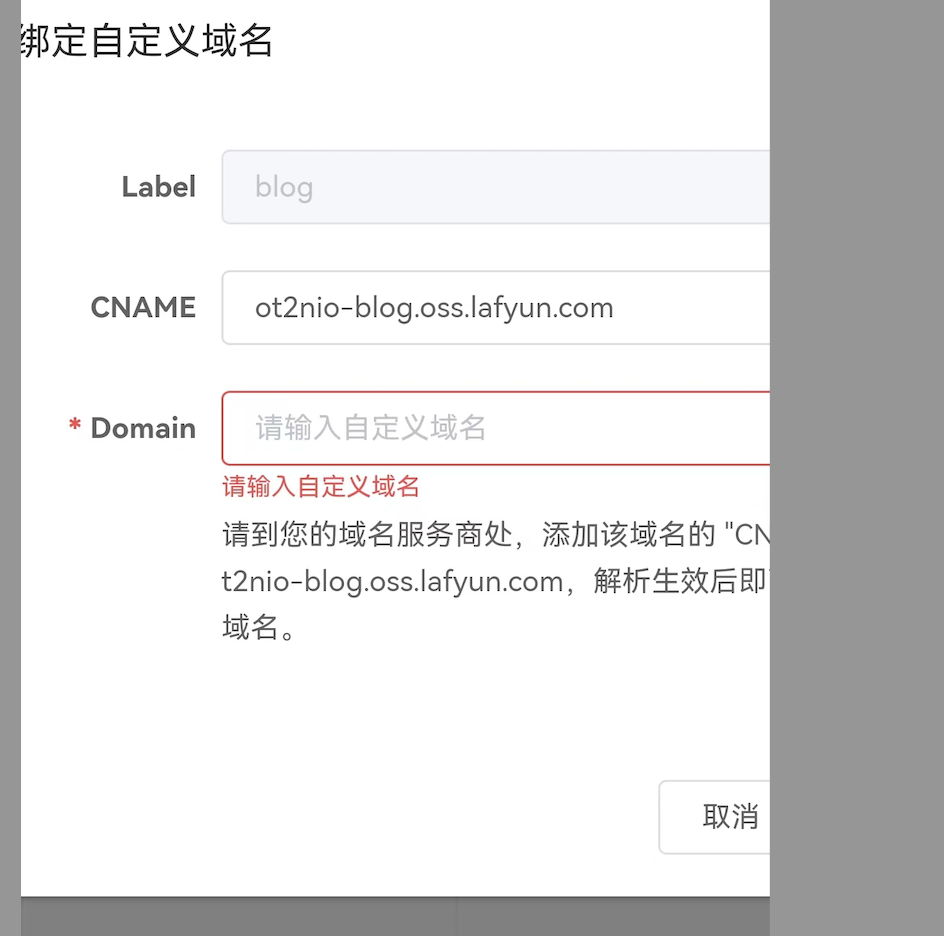 绑定自定义域名
Label
blog
CNAME
ot2nio-blog.oss.lafyun.com
* Domain
请输入自定义域名
请输入自定义域名
请到您的域名服务商处，添加该域名的 "CN
t2nio-blog.oss.lafyun.com，解析生效后即
域名。
取消